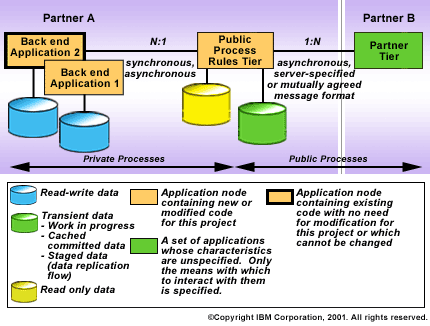 Partner A
Partner B
Back end
Application 2
Back end
Application 1
N:1
synchronous,
asynchronous
Public
Process
Rules Tier
1:N
asynchronous,
server-specified
or mutually agreed
message format
Partner
Tier
Private Processes
Public Processes
Read-write data
Transient data
- Work in progress
- Cached
committed data
- Staged data
(data replication
flow)
Read only data
Application node
containing new or
modified code
for this project
A set of applications
whose characteristics
are unspecified. Only
the means with which
to interact with them
is specified.
Application node
containing existing
code with no need
for modification for
this project or which
cannot be changed
©Copyright IBM Corporation, 2001. All rights reserved.